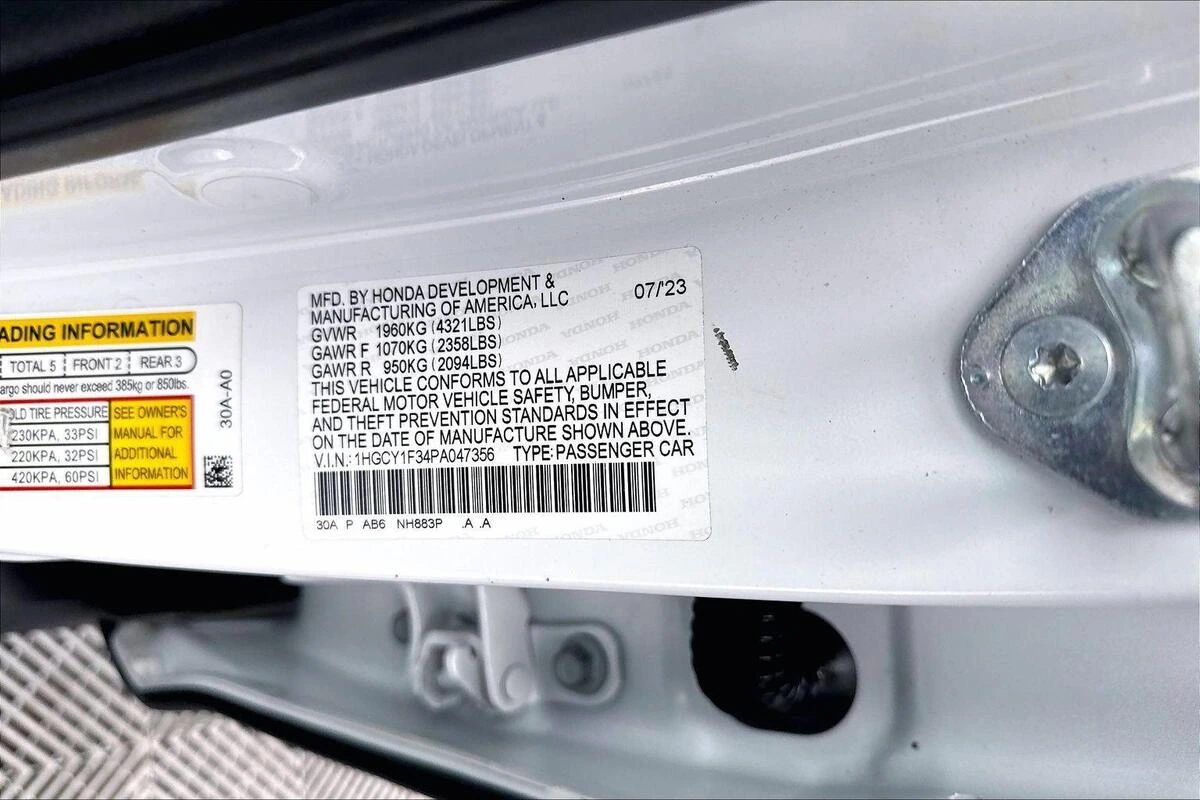 ADING INFORMATION
TOTAL 5 FRONT 2 REAR 3
argo should never exceed 385kg or 850lbs.
OLD TIRE PRESSURE
230KPA, 33PSI
220KPA, 32PSI
420KPA, 60PSI
SEE OWNER'S
MANUAL FOR
ADDITIONAL
INFORMATION
30A-A0
MFD. BY HONDA DEVELOPMENT &
MANUFACTURING OF AMERICA, LLC 07/'23
GVWR 1960KG (4321LBS)
GAWR F 1070KG (2358LBS)
GAWR R 950KG (2094LBS)
THIS VEHICLE CONFORMS TO ALL APPLICABLE
FEDERAL MOTOR VEHICLE SAFETY, BUMPER,
AND THEFT PREVENTION STANDARDS IN EFFECT
ON THE DATE OF MANUFACTURE SHOWN ABOVE.
V.I.N.: 1HGCY1F34PA047356 TYPE: PASSENGER CAR
30A P AB6 NH883P .A .A